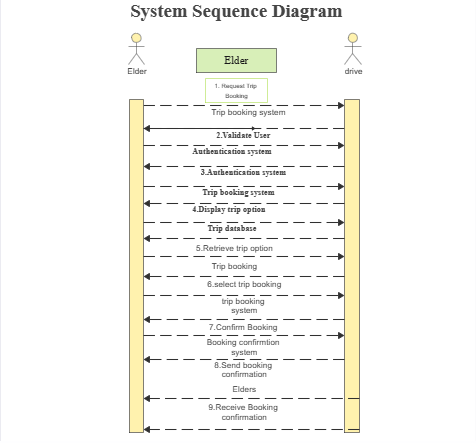 System Sequence Diagram
Elder
Elder
drive
1. Request Trip
Booking
Trip booking system
2.Validate User
Authentication system
3.Authentication system
Trip booking system
4.Display trip option
Trip database
5.Retrieve trip option
Trip booking
6.select trip booking
trip booking
system
7.Confirm Booking
Booking confirmtion
system
8.Send booking
confirmation
Elders
9.Receive Booking
confirmation